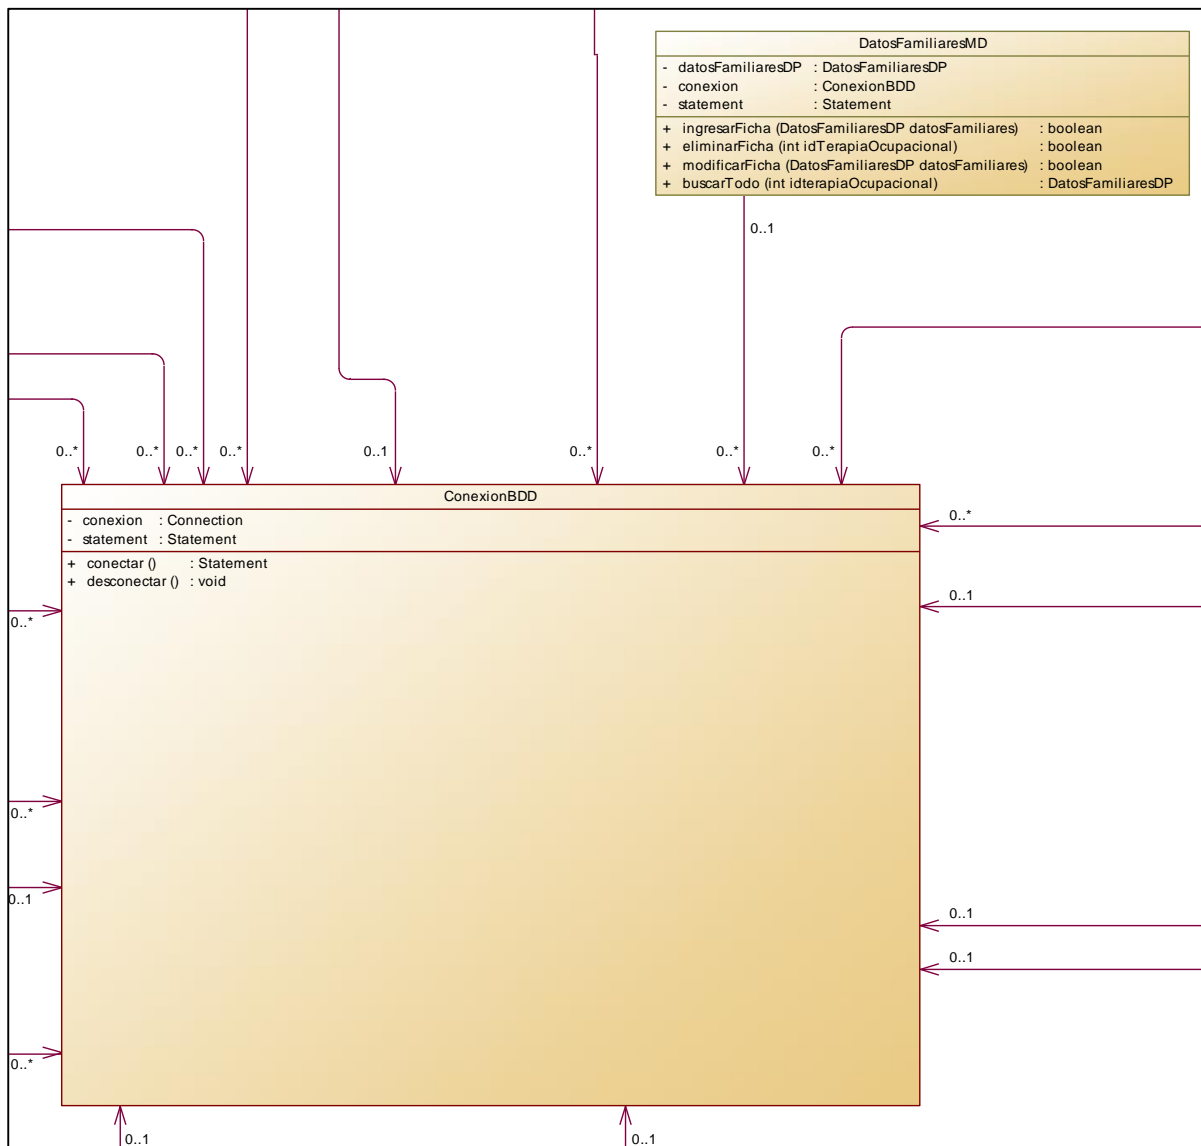 DatosFamiliaresMD
- datosFamiliaresDP : DatosFamiliaresDP
- conexion : ConexionBDD
- statement : Statement
+ ingresarFicha (DatosFamiliaresDP datosFamiliares) : boolean
+ eliminarFicha (int idTerapiaOcupacional) : boolean
+ modificarFicha (DatosFamiliaresDP datosFamiliares) : boolean
+ buscarTodo (int idterapiaOcupacional) : DatosFamiliaresDP
0..1
0..* 0..* 0..* 0..* 0..1 0..* 0..* 0..*
ConexionBDD
- conexion : Connection
- statement : Statement
+ conectar () : Statement
+ desconectar () : void
0..*
0..1
0..*
0..*
0..1
0..1
0..1
0..*
0..1 0..1